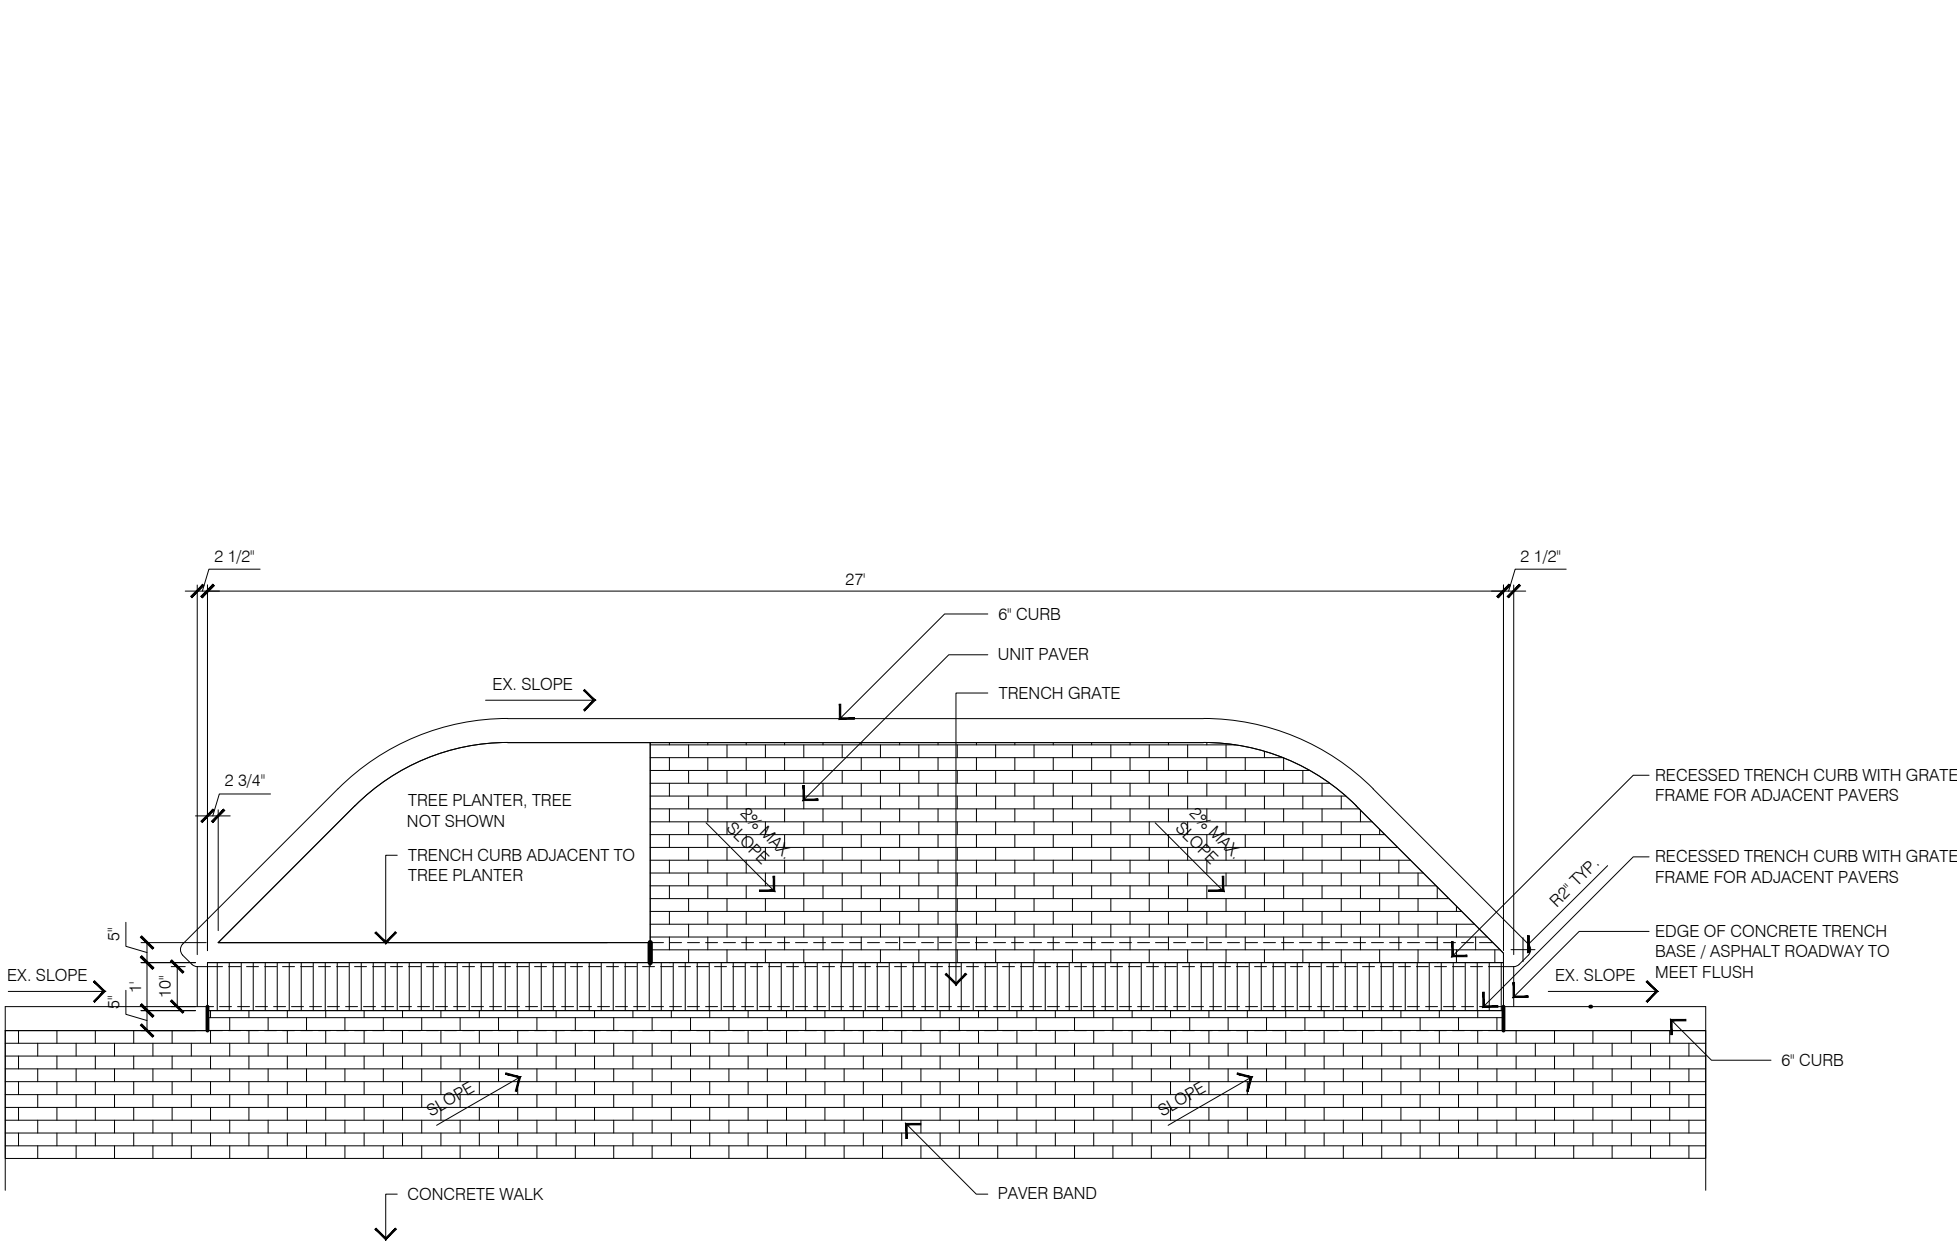 2 1/2"
2 1/2"
27'
6" CURB
UNIT PAVER
EX. SLOPE
TRENCH GRATE
2 3/4"
RECESSED TRENCH CURB WITH GRATE
FRAME FOR ADJACENT PAVERS
TREE PLANTER, TREE
NOT SHOWN
2% MAX.
SLOPE
2% MAX.
SLOPE
TRENCH CURB ADJACENT TO
TREE PLANTER
RECESSED TRENCH CURB WITH GRATE
FRAME FOR ADJACENT PAVERS
R2" TYP.
5"
EDGE OF CONCRETE TRENCH
BASE / ASPHALT ROADWAY TO
MEET FLUSH
EX. SLOPE
1'
10"
5"
EX. SLOPE
6" CURB
SLOPE
SLOPE
CONCRETE WALK
PAVER BAND